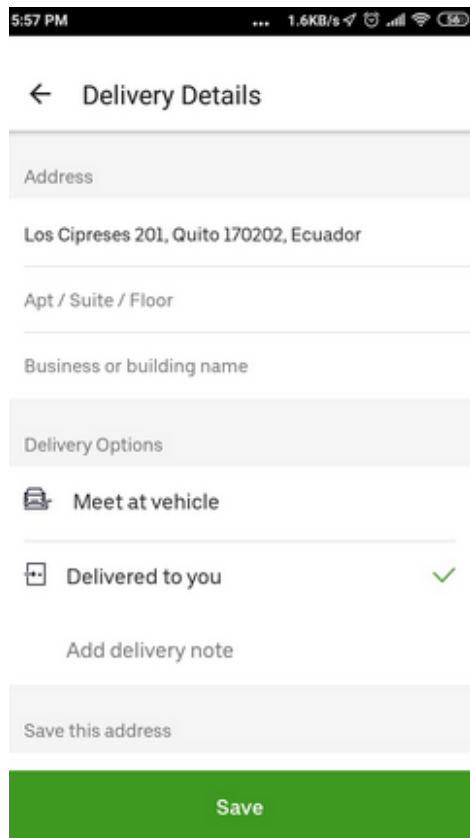 5:57 PM ... 1.6KB/s 56
Delivery Details
Address
Los Cipreses 201, Quito 170202, Ecuador
Apt / Suite / Floor
Business or building name
Delivery Options
Meet at vehicle
Delivered to you
Add delivery note
Save this address
Save